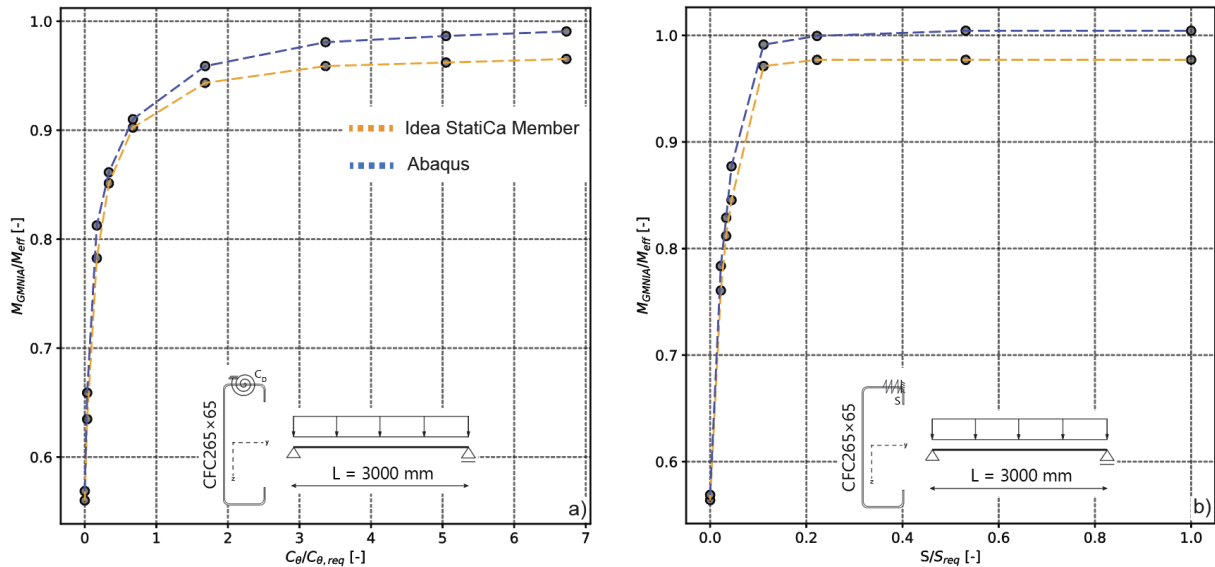 1.0
0.9
0.8
0.7
0.6
M_GMNIA/M_eff [-]
0 1 2 3 4 5 6 7
C_θ/C_θ,req [-]
Idea StatiCa Member
Abaqus
C_D
CFC265×65
y
z
L = 3000 mm
a)
1.0
0.9
0.8
0.7
0.6
M_GMNIA/M_eff [-]
0.0 0.2 0.4 0.6 0.8 1.0
S/S_req [-]
S
CFC265×65
y
z
L = 3000 mm
b)